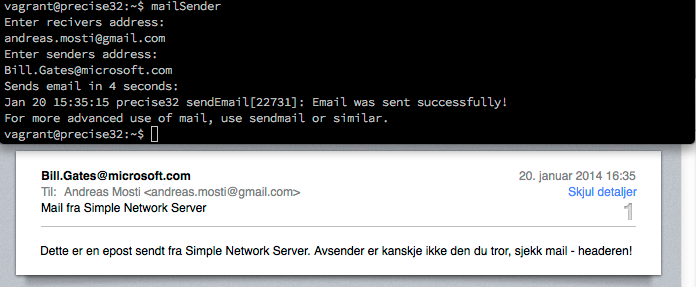 vagrant@precise32:~$ mailSender
Enter recivers address:
andreas.mosti@gmail.com
Enter senders address:
Bill.Gates@microsoft.com
Sends email in 4 seconds:
Jan 20 15:35:15 precise32 sendEmail[22731]: Email was sent successfully!
For more advanced use of mail, use sendmail or similar.
vagrant@precise32:~$
Bill.Gates@microsoft.com 20. januar 2014 16:35
Til: Andreas Mosti <andreas.mosti@gmail.com> Skjul detaljer
Mail fra Simple Network Server 1
Dette er en epost sendt fra Simple Network Server. Avsender er kanskje ikke den du tror, sjekk mail - headeren!